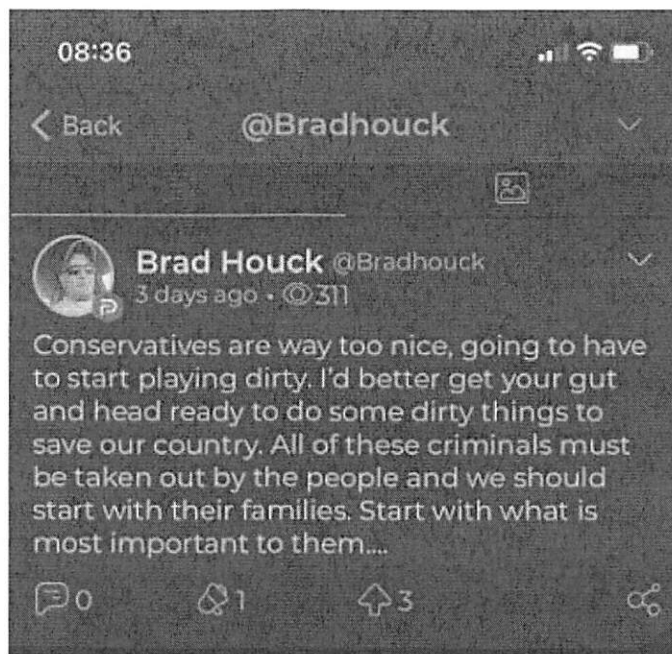 08:36
Back @Bradhouck
Brad Houck @Bradhouck
3 days ago • 311
Conservatives are way too nice, going to have
to start playing dirty. I'd better get your gut
and head ready to do some dirty things to
save our country. All of these criminals must
be taken out by the people and we should
start with their families. Start with what is
most important to them....
0 1 3